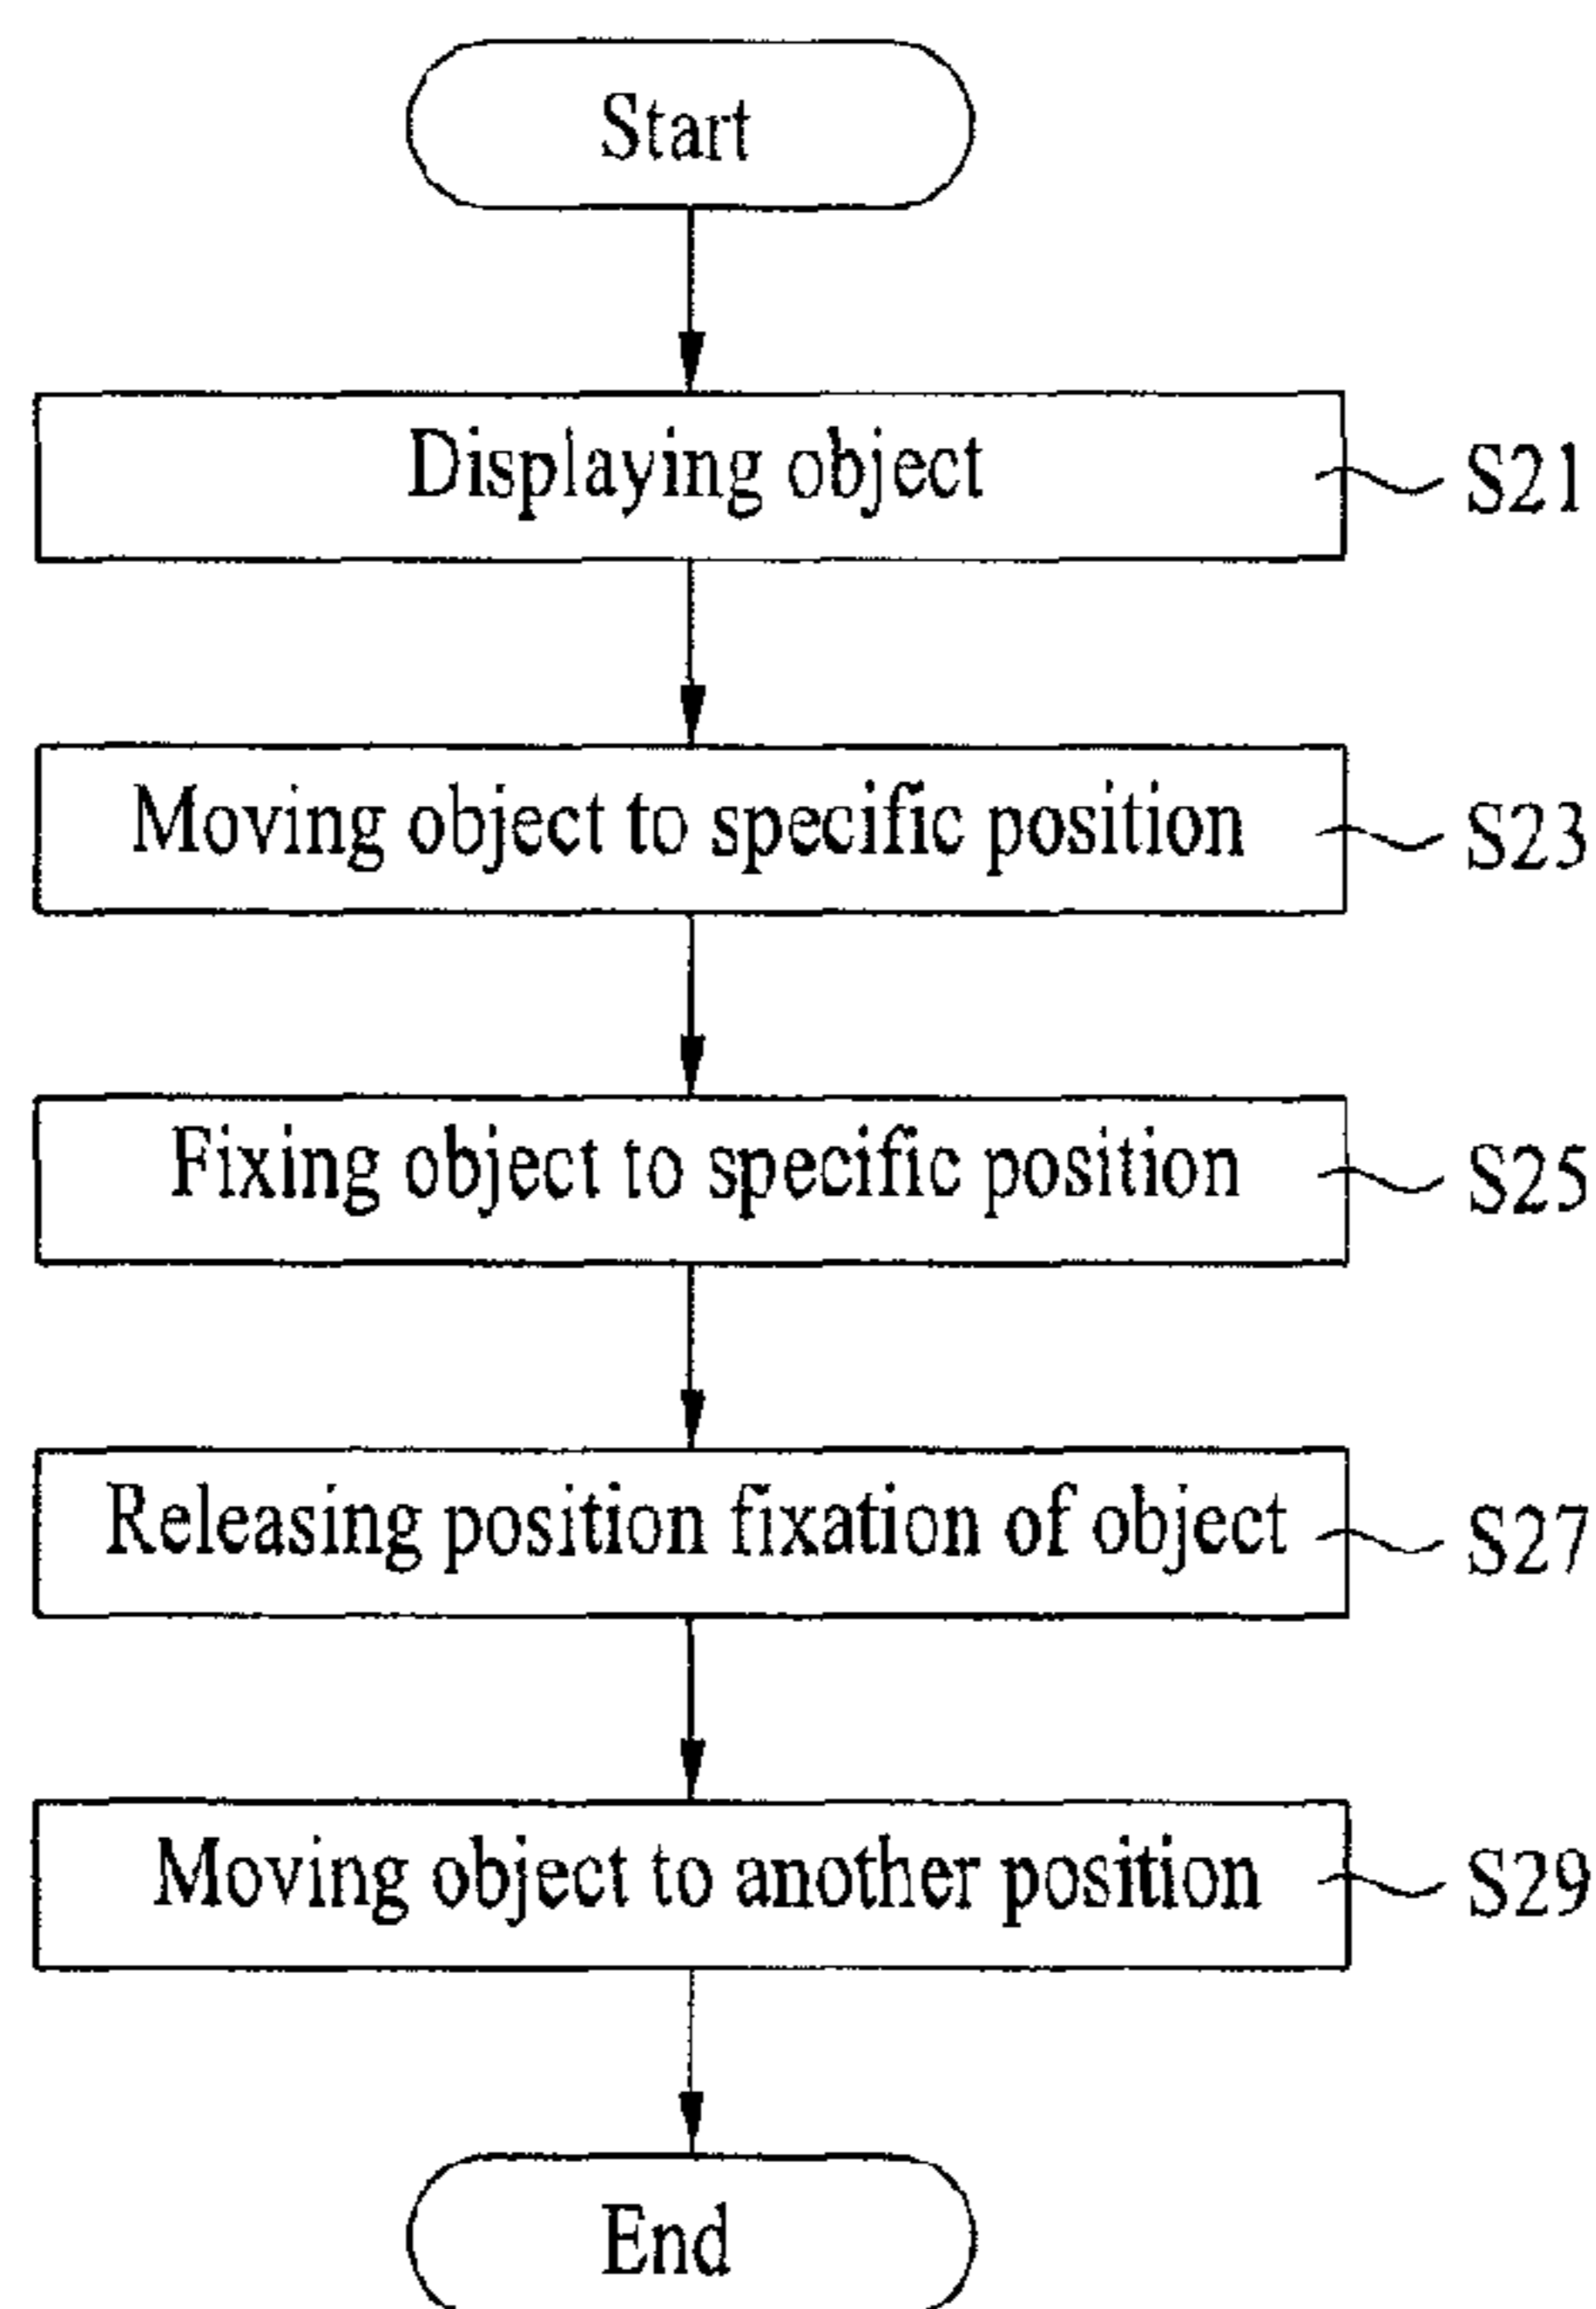 Start
Displaying object
S21
Moving object to specific position
S23
Fixing object to specific position
S25
Releasing position fixation of object
S27
Moving object to another position
S29
End